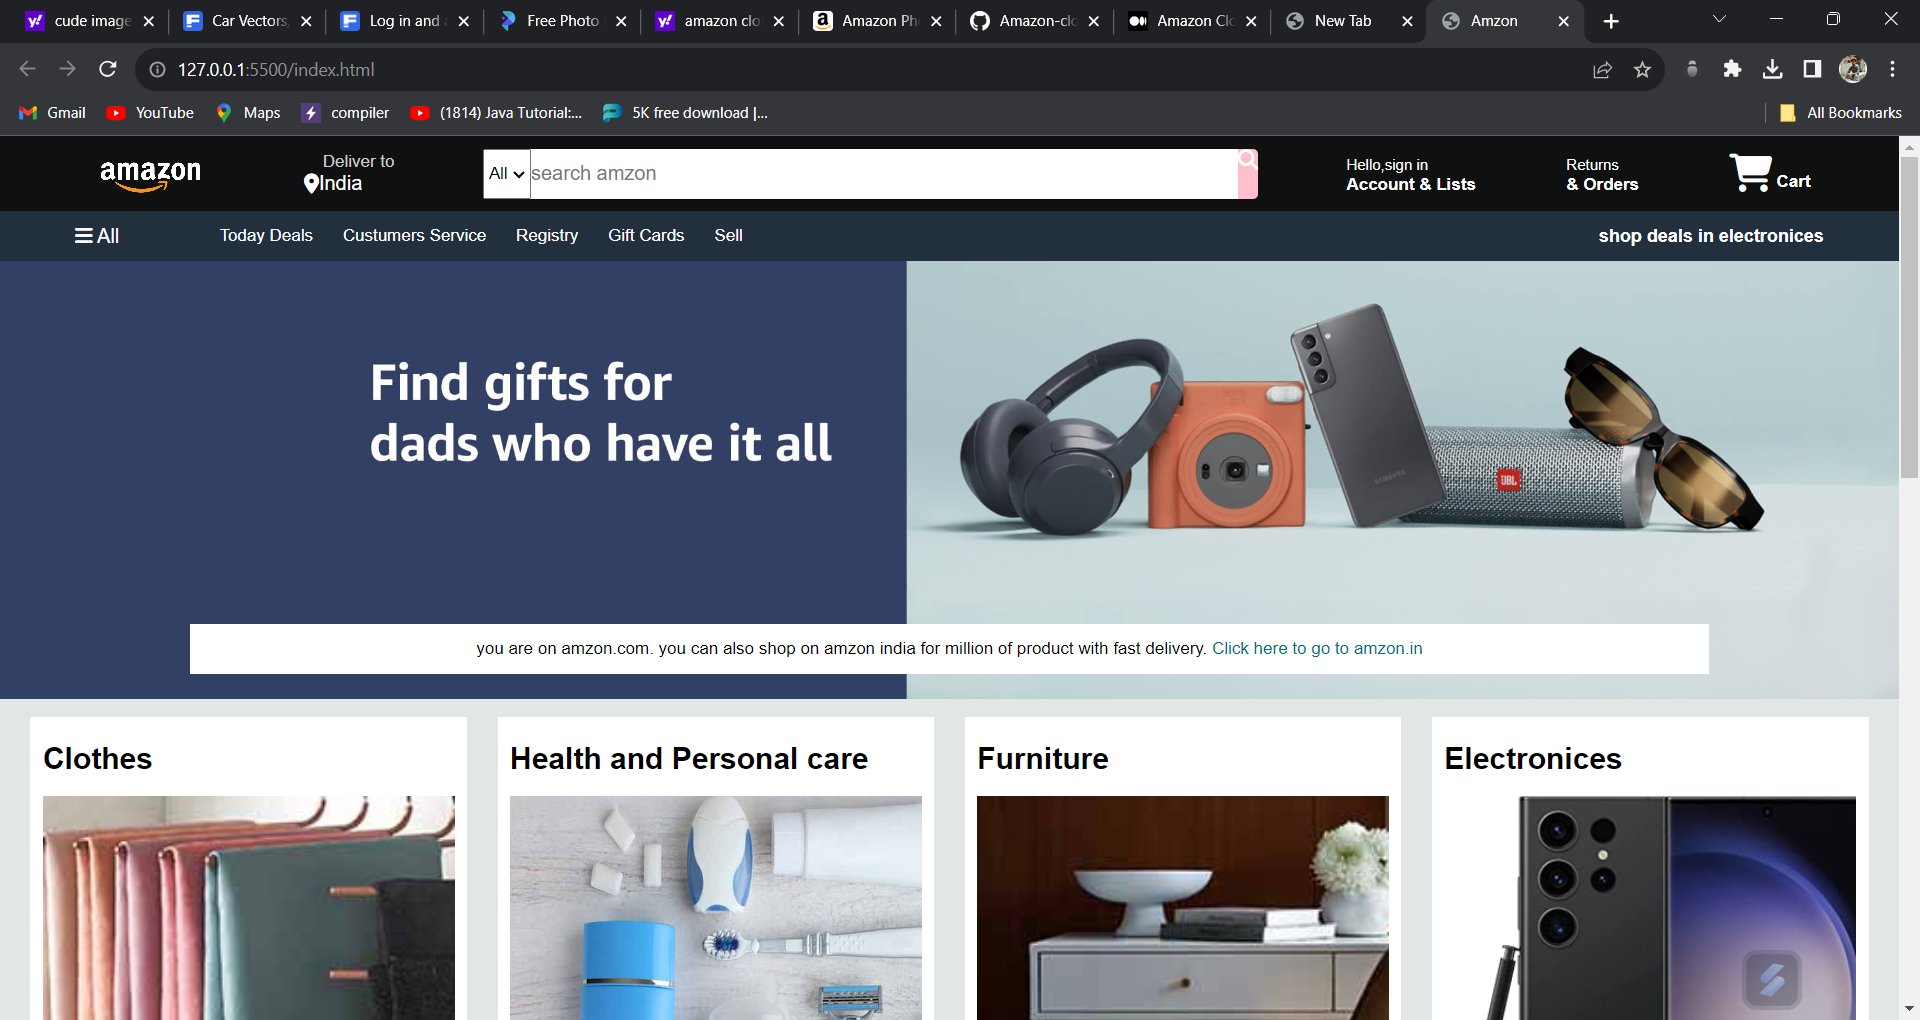 cude image
Car Vectors,
Log in and a
Free Photo
amazon clo
Amazon Ph
Amazon-clo
Amazon Clo
New Tab
Amzon
127.0.0.1:5500/index.html
Gmail
YouTube
Maps
compiler
(1814) Java Tutorial:...
5K free download |...
All Bookmarks
amazon
Deliver to
India
All
search amzon
Hello,sign in
Account & Lists
Returns
& Orders
Cart
All
Today Deals
Custumers Service
Registry
Gift Cards
Sell
shop deals in electronices
Find gifts for
dads who have it all
SAMSUNG
JBL
you are on amzon.com. you can also shop on amzon india for million of product with fast delivery. Click here to go to amzon.in
Clothes
Health and Personal care
Furniture
Electronices